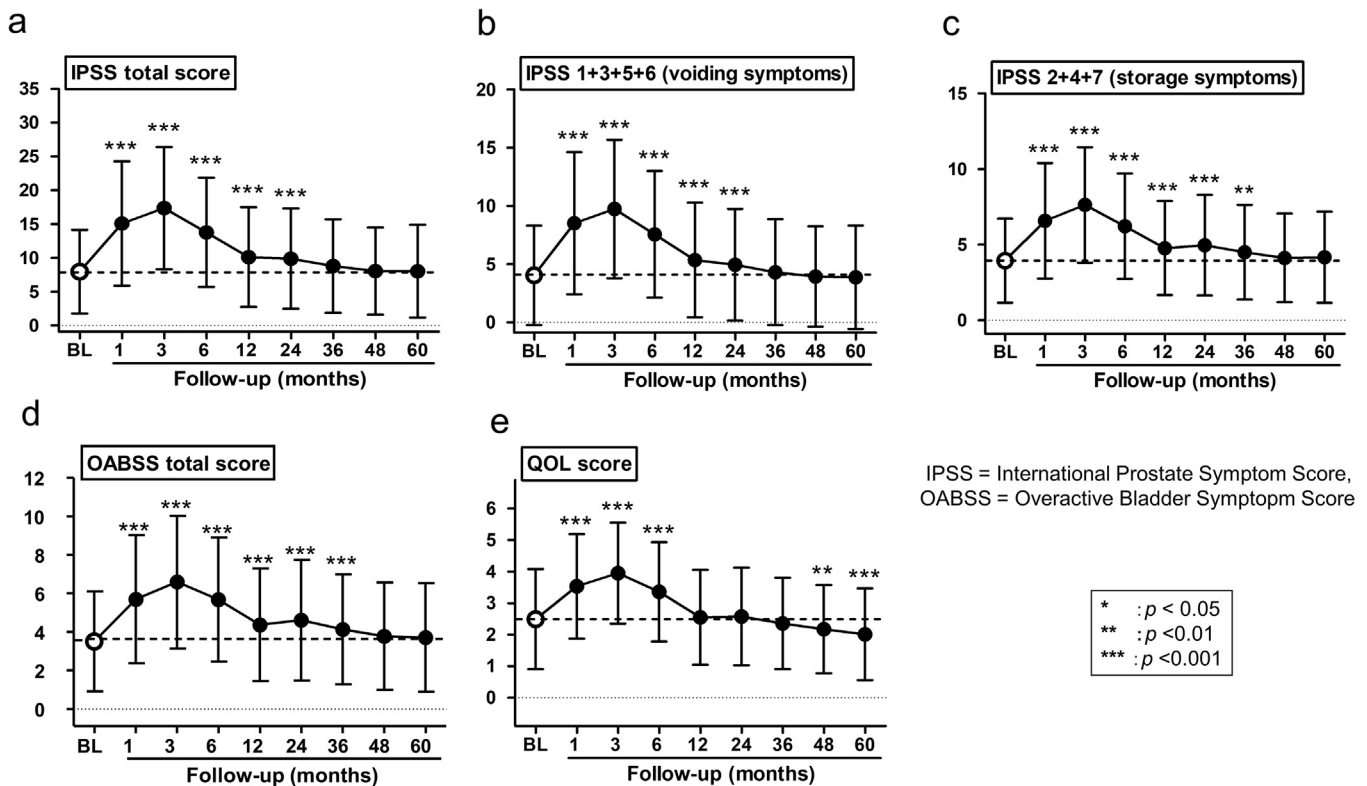 a
IPSS total score
35
30
25
20
15
10
5
0
*** *** *** *** ***
BL 1 3 6 12 24 36 48 60
Follow-up (months)
b
IPSS 1+3+5+6 (voiding symptoms)
20
15
10
5
0
*** *** *** *** ***
BL 1 3 6 12 24 36 48 60
Follow-up (months)
c
IPSS 2+4+7 (storage symptoms)
15
10
5
0
*** *** *** *** *** **
BL 1 3 6 12 24 36 48 60
Follow-up (months)
d
OABSS total score
12
10
8
6
4
2
0
*** *** *** *** *** ***
BL 1 3 6 12 24 36 48 60
Follow-up (months)
e
QOL score
6
5
4
3
2
1
0
*** *** *** ** ***
BL 1 3 6 12 24 36 48 60
Follow-up (months)
IPSS = International Prostate Symptom Score,
OABSS = Overactive Bladder Symptopm Score
* : p < 0.05
** : p <0.01
*** : p <0.001